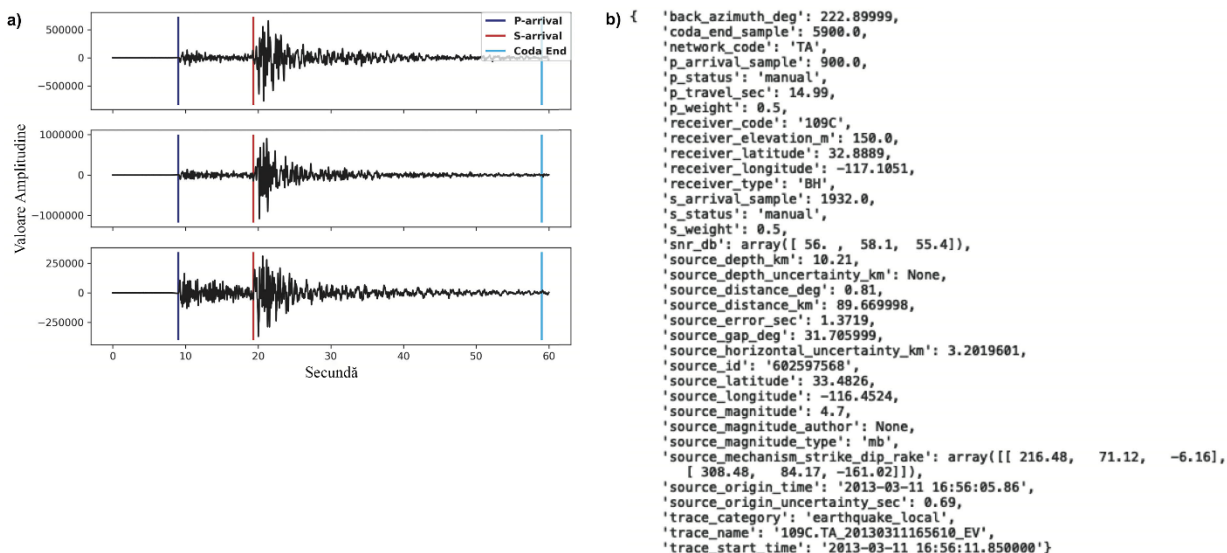 a)
P-arrival
S-arrival
Coda End
500000
0
−500000
1000000
0
−1000000
250000
0
−250000
Valoare Amplitudine
0 10 20 30 40 50 60
Secundă
b)
{ 'back_azimuth_deg': 222.89999,
'coda_end_sample': 5900.0,
'network_code': 'TA',
'p_arrival_sample': 900.0,
'p_status': 'manual',
'p_travel_sec': 14.99,
'p_weight': 0.5,
'receiver_code': '109C',
'receiver_elevation_m': 150.0,
'receiver_latitude': 32.8889,
'receiver_longitude': -117.1051,
'receiver_type': 'BH',
's_arrival_sample': 1932.0,
's_status': 'manual',
's_weight': 0.5,
'snr_db': array([ 56. , 58.1, 55.4]),
'source_depth_km': 10.21,
'source_depth_uncertainty_km': None,
'source_distance_deg': 0.81,
'source_distance_km': 89.669998,
'source_error_sec': 1.3719,
'source_gap_deg': 31.705999,
'source_horizontal_uncertainty_km': 3.2019601,
'source_id': '602597568',
'source_latitude': 33.4826,
'source_longitude': -116.4524,
'source_magnitude': 4.7,
'source_magnitude_author': None,
'source_magnitude_type': 'mb',
'source_mechanism_strike_dip_rake': array([[ 216.48, 71.12, -6.16],
[ 308.48, 84.17, -161.02]]),
'source_origin_time': '2013-03-11 16:56:05.86',
'source_origin_uncertainty_sec': 0.69,
'trace_category': 'earthquake_local',
'trace_name': '109C.TA_20130311165610_EV',
'trace_start_time': '2013-03-11 16:56:11.850000'}